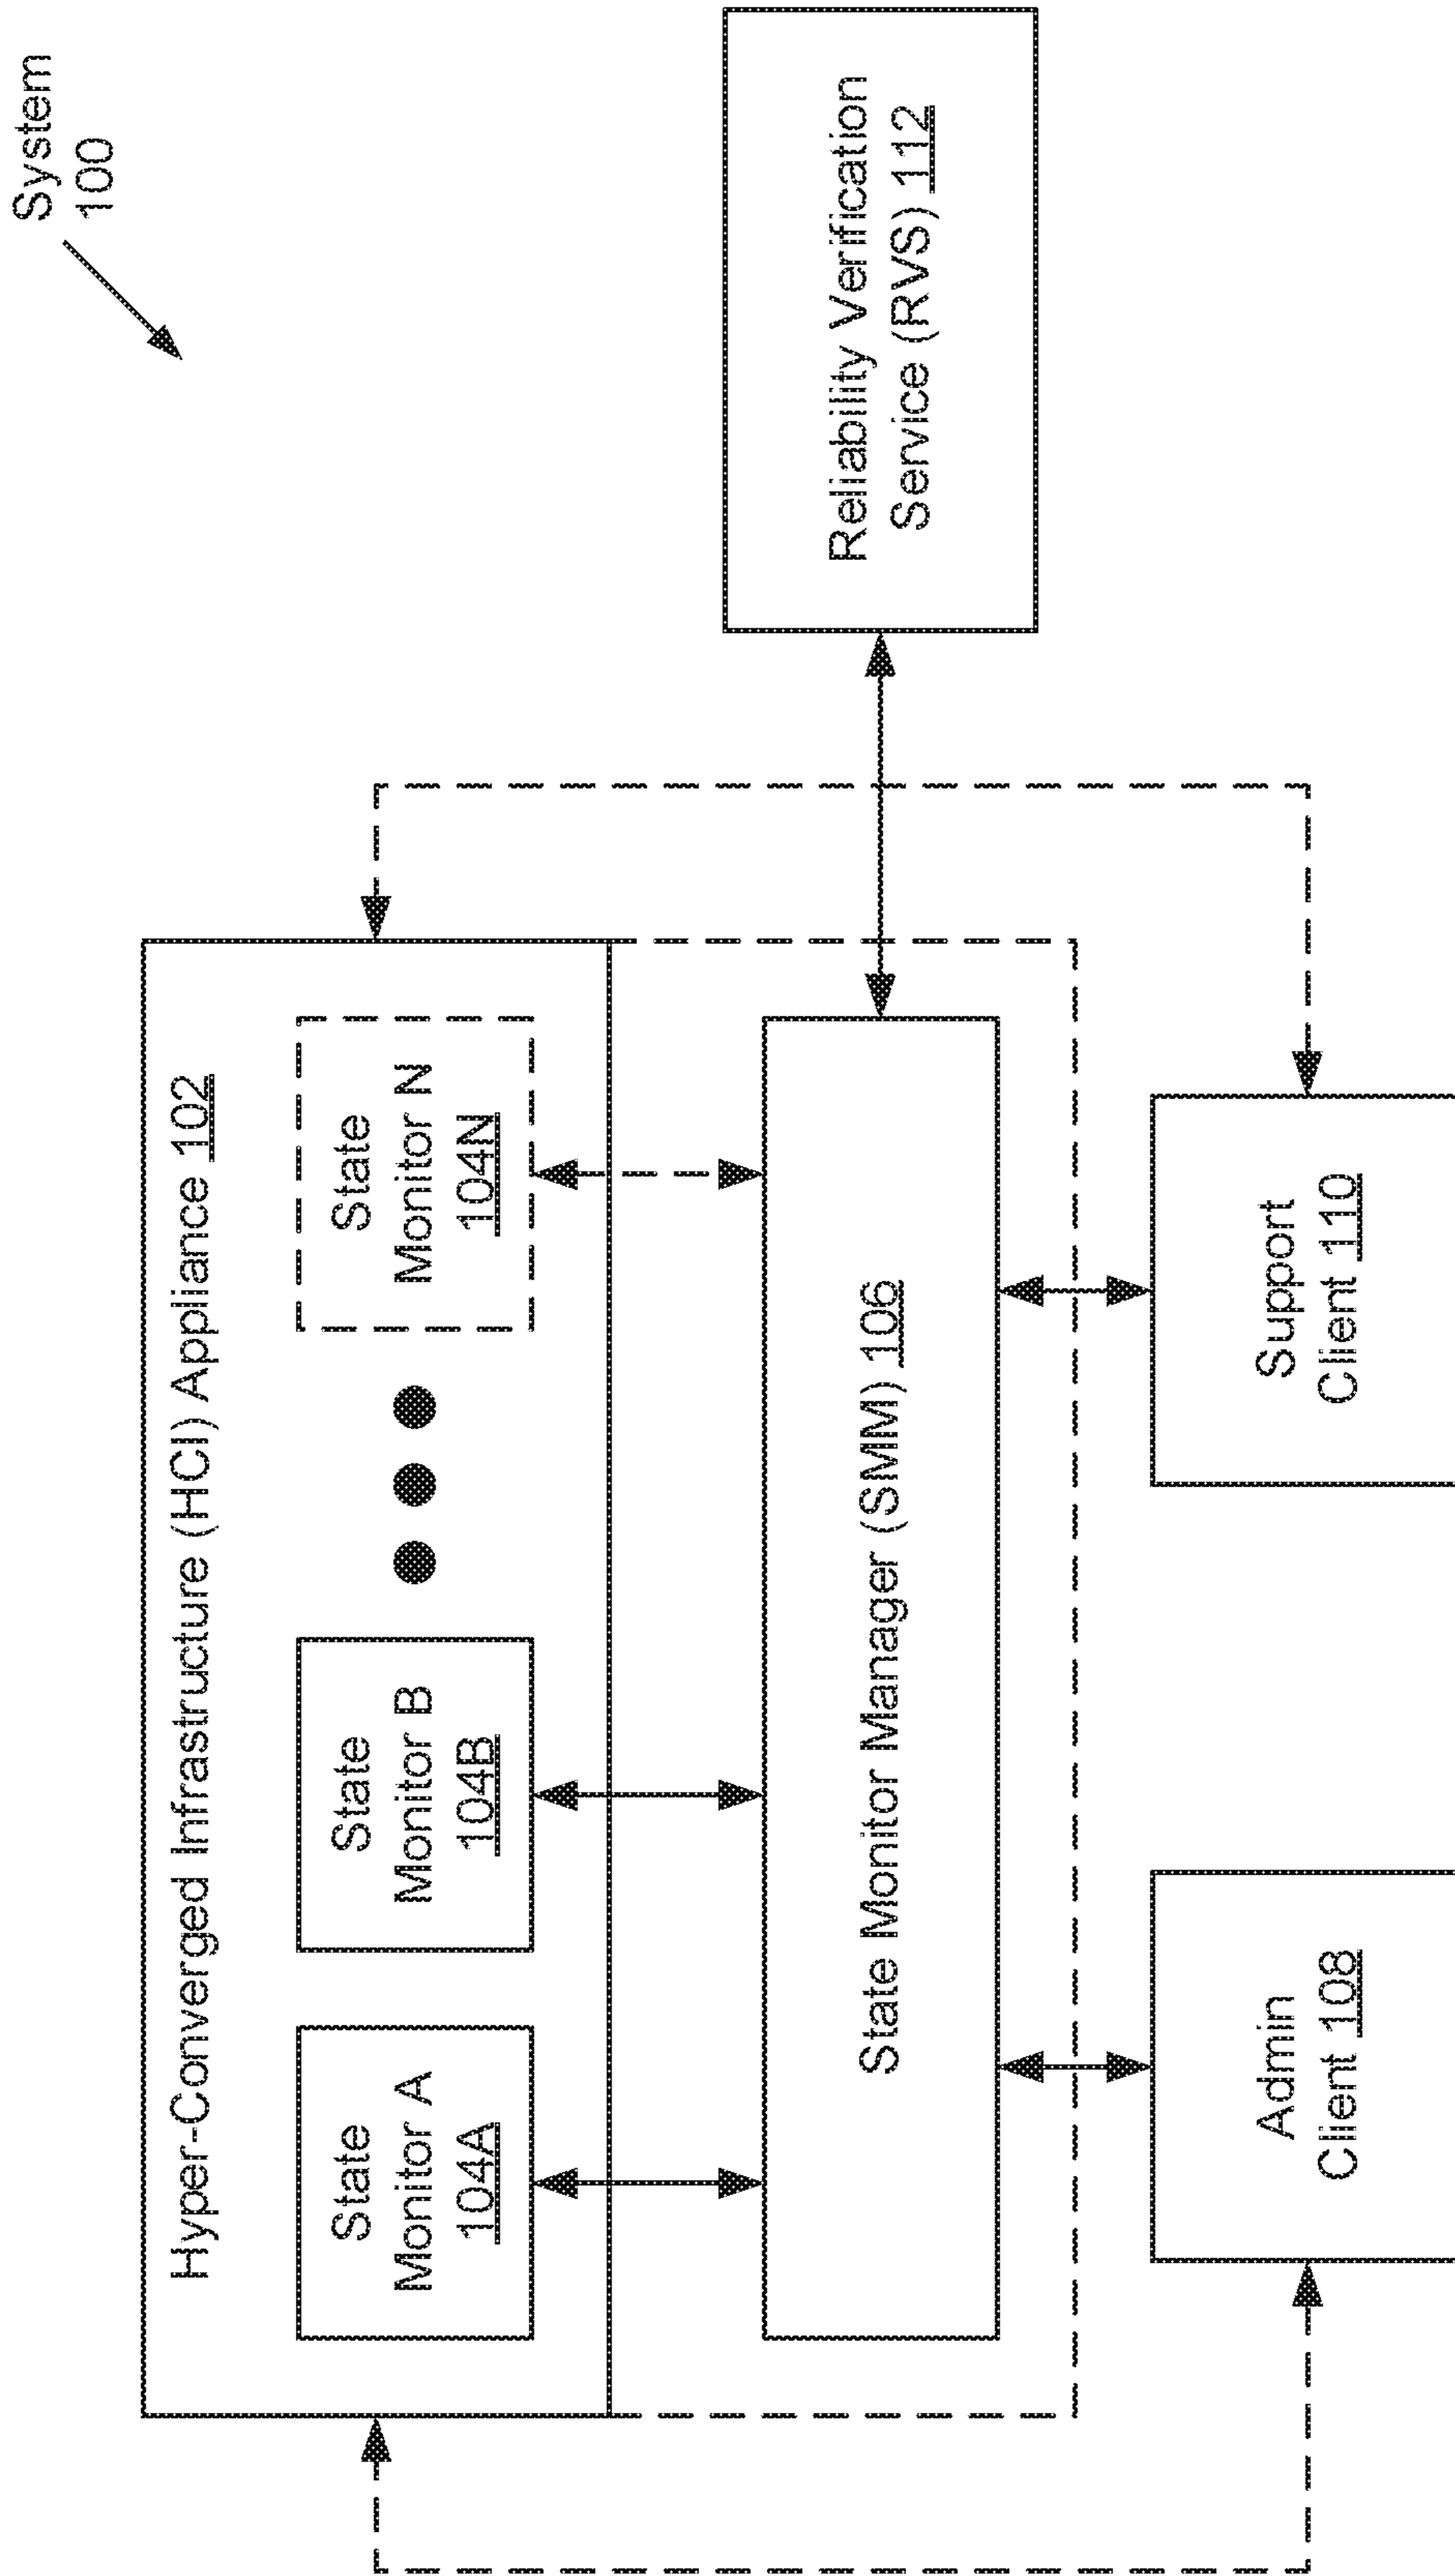 System
100
Hyper-Converged Infrastructure (HCI) Appliance 102
State
Monitor A
104A
State
Monitor B
104B
State
Monitor N
104N
State Monitor Manager (SMM) 106
Reliability Verification
Service (RVS) 112
Admin
Client 108
Support
Client 110